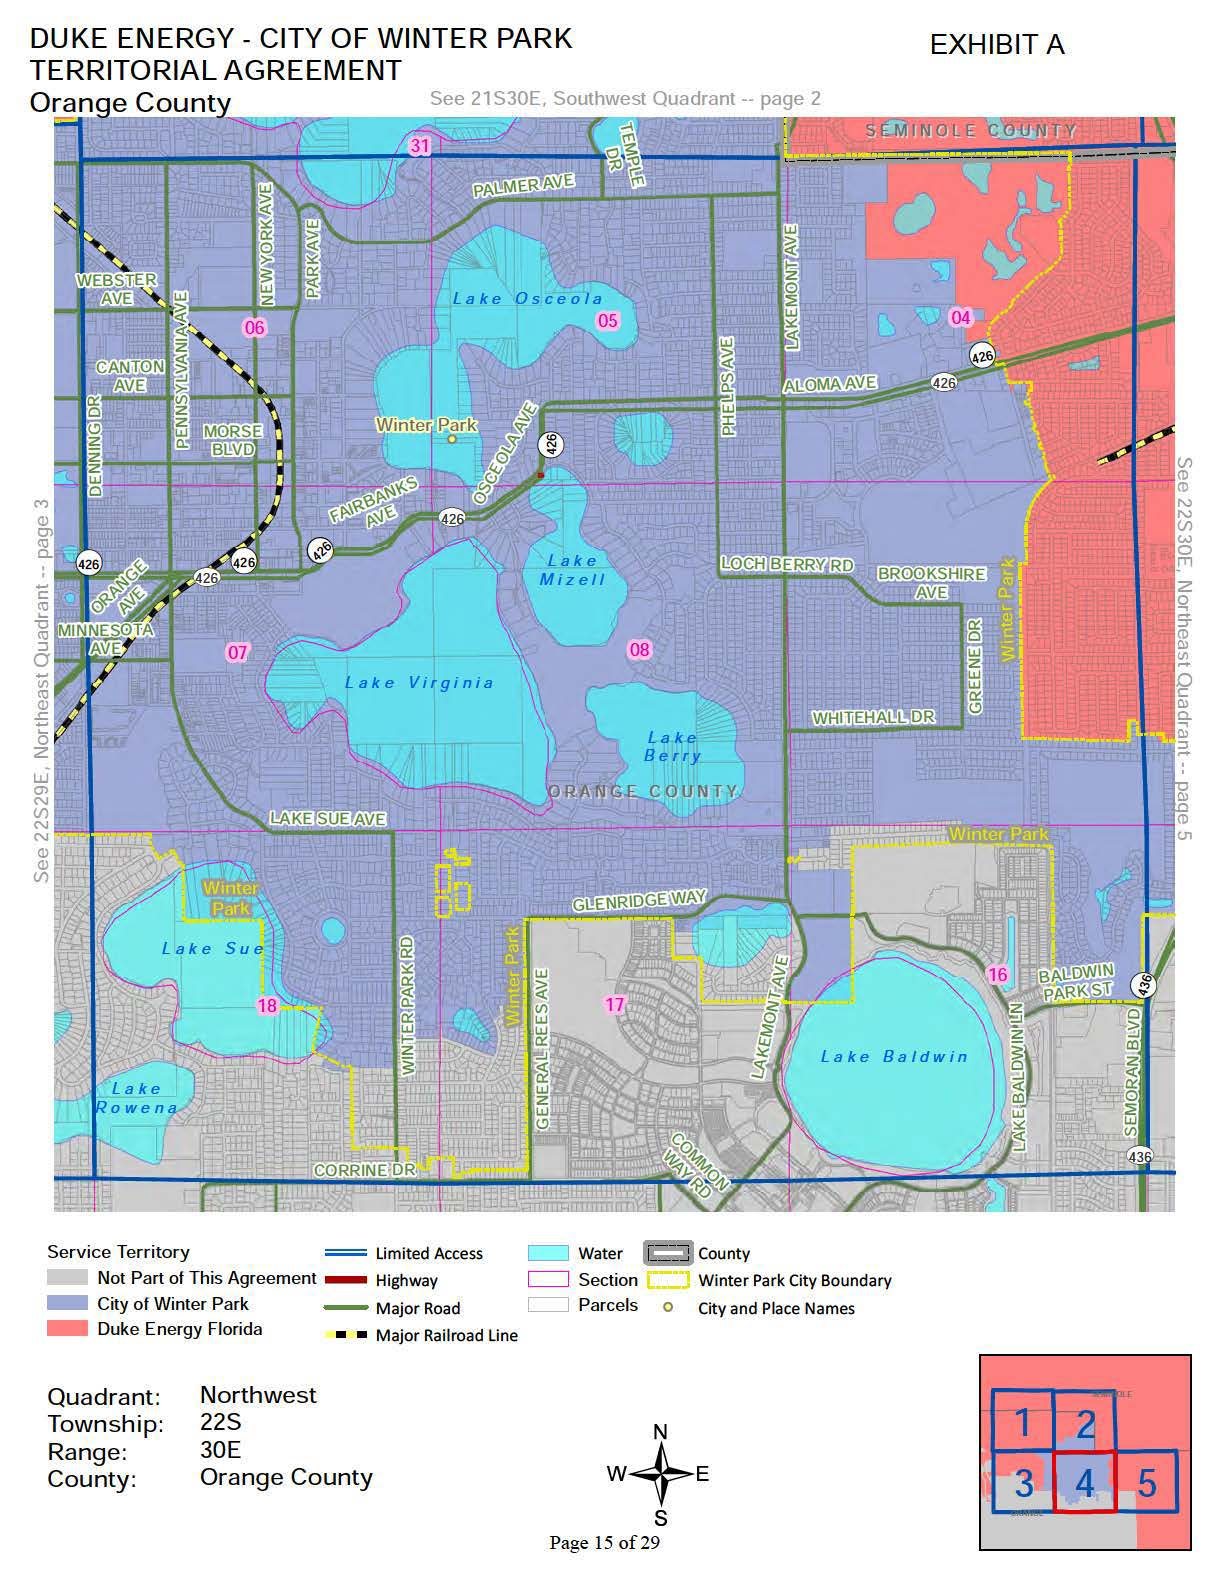 DUKE ENERGY - CITY OF WINTER PARK
TERRITORIAL AGREEMENT
Orange County
EXHIBIT A
See 21S30E, Southwest Quadrant -- page 2
SEMINOLE COUNTY
31
TEMPLE
DR
PALMER AVE
NEW YORK AVE
PARK AVE
LAKEMONT AVE
WEBSTER
AVE
Lake Osceola
05
04
06
PENNSYLVANIA AVE
426
CANTON
AVE
PHELPS AVE
ALOMA AVE
426
DENNING DR
MORSE
BLVD
Winter Park
OSCEOLA AVE
426
FAIRBANKS
AVE
426
See 22S29E, Northeast Quadrant -- page 3
See 22S30E, Northeast Quadrant -- page 5
426
426
426
426
ORANGE
AVE
Lake
Mizell
LOCH BERRY RD
BROOKSHIRE
AVE
Winter Park
MINNESOTA
AVE
07
08
GREENE DR
Lake Virginia
WHITEHALL DR
Lake
Berry
ORANGE COUNTY
LAKE SUE AVE
Winter Park
Winter
Park
GLENRIDGE WAY
Lake Sue
WINTER PARK RD
Winter Park
GENERAL REES AVE
LAKEMONT AVE
16
BALDWIN
PARK ST
436
18
17
Lake Baldwin
LAKE BALDWIN LN
SEMORAN BLVD
Lake
Rowena
COMMON
WAY RD
436
CORRINE DR
Service Territory
Not Part of This Agreement
City of Winter Park
Duke Energy Florida
Limited Access
Highway
Major Road
Major Railroad Line
Water
Section
Parcels
County
Winter Park City Boundary
City and Place Names
Quadrant: Northwest
Township: 22S
Range: 30E
County: Orange County
N
W E
S
SEMINOLE
1 2
3 4 5
ORANGE
Page 15 of 29